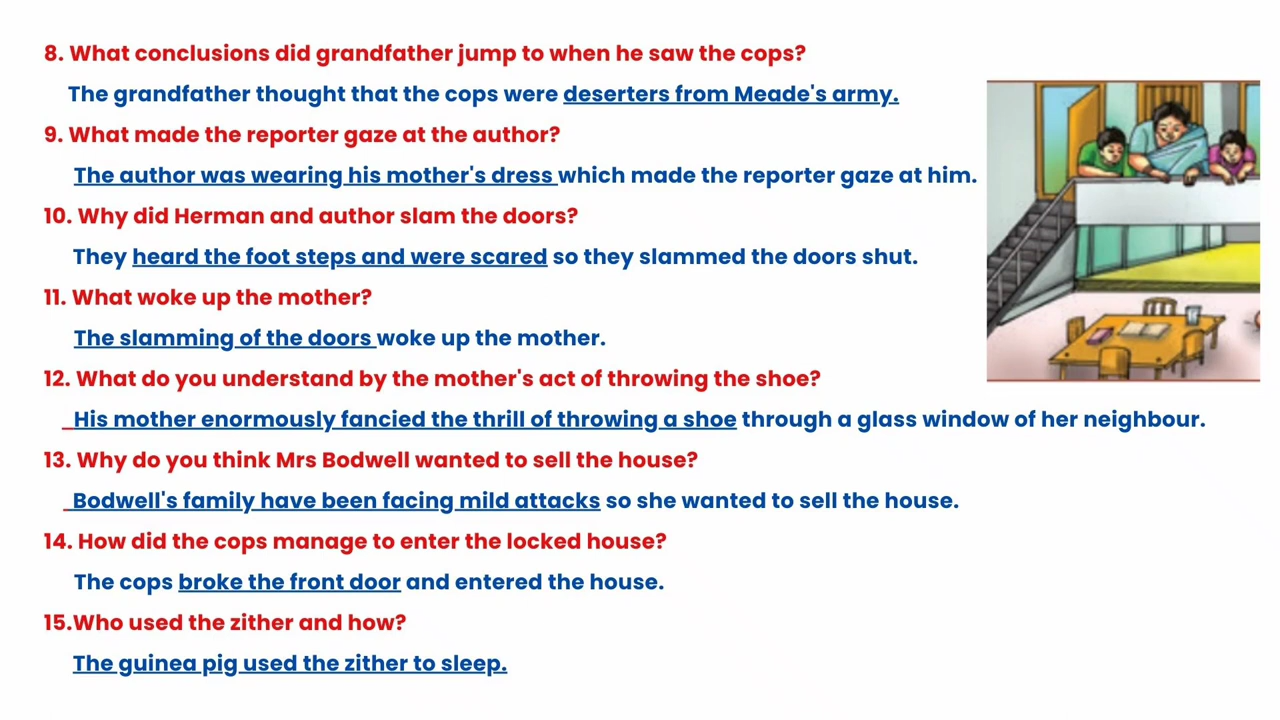 8. What conclusions did grandfather jump to when he saw the cops?
The grandfather thought that the cops were deserters from Meade's army.
9. What made the reporter gaze at the author?
The author was wearing his mother's dress which made the reporter gaze at him.
10. Why did Herman and author slam the doors?
They heard the foot steps and were scared so they slammed the doors shut.
11. What woke up the mother?
The slamming of the doors woke up the mother.
12. What do you understand by the mother's act of throwing the shoe?
_His mother enormously fancied the thrill of throwing a shoe through a glass window of her neighbour.
13. Why do you think Mrs Bodwell wanted to sell the house?
_Bodwell's family have been facing mild attacks so she wanted to sell the house.
14. How did the cops manage to enter the locked house?
The cops broke the front door and entered the house.
15.Who used the zither and how?
The guinea pig used the zither to sleep.